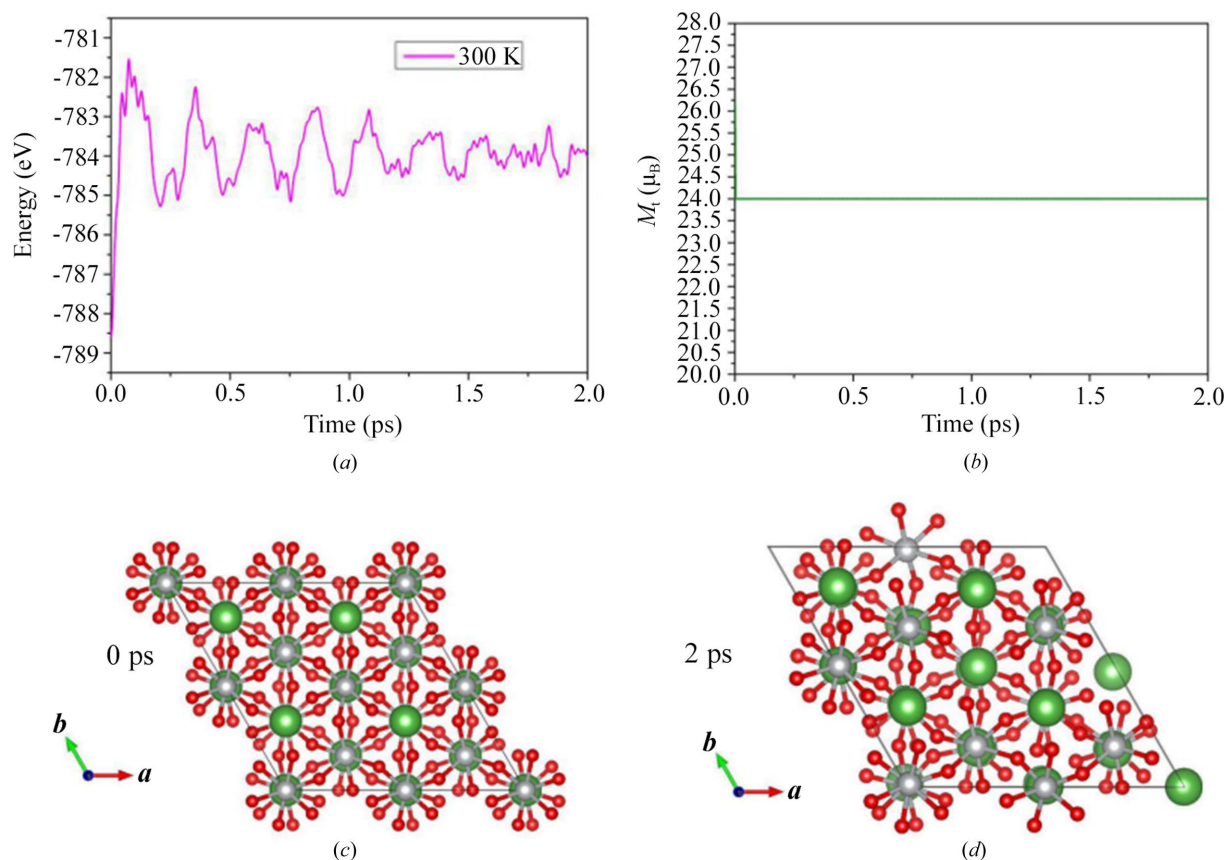 -781
-782
-783
-784
-785
-786
-787
-788
-789
Energy (eV)
300 K
0.0 0.5 1.0 1.5 2.0
Time (ps)
(a)
28.0
27.5
27.0
26.5
26.0
25.5
25.0
24.5
24.0
23.5
23.0
22.5
22.0
21.5
21.0
20.5
20.0
Mt (μB)
0.0 0.5 1.0 1.5 2.0
Time (ps)
(b)
0 ps
b
a
(c)
2 ps
b
a
(d)